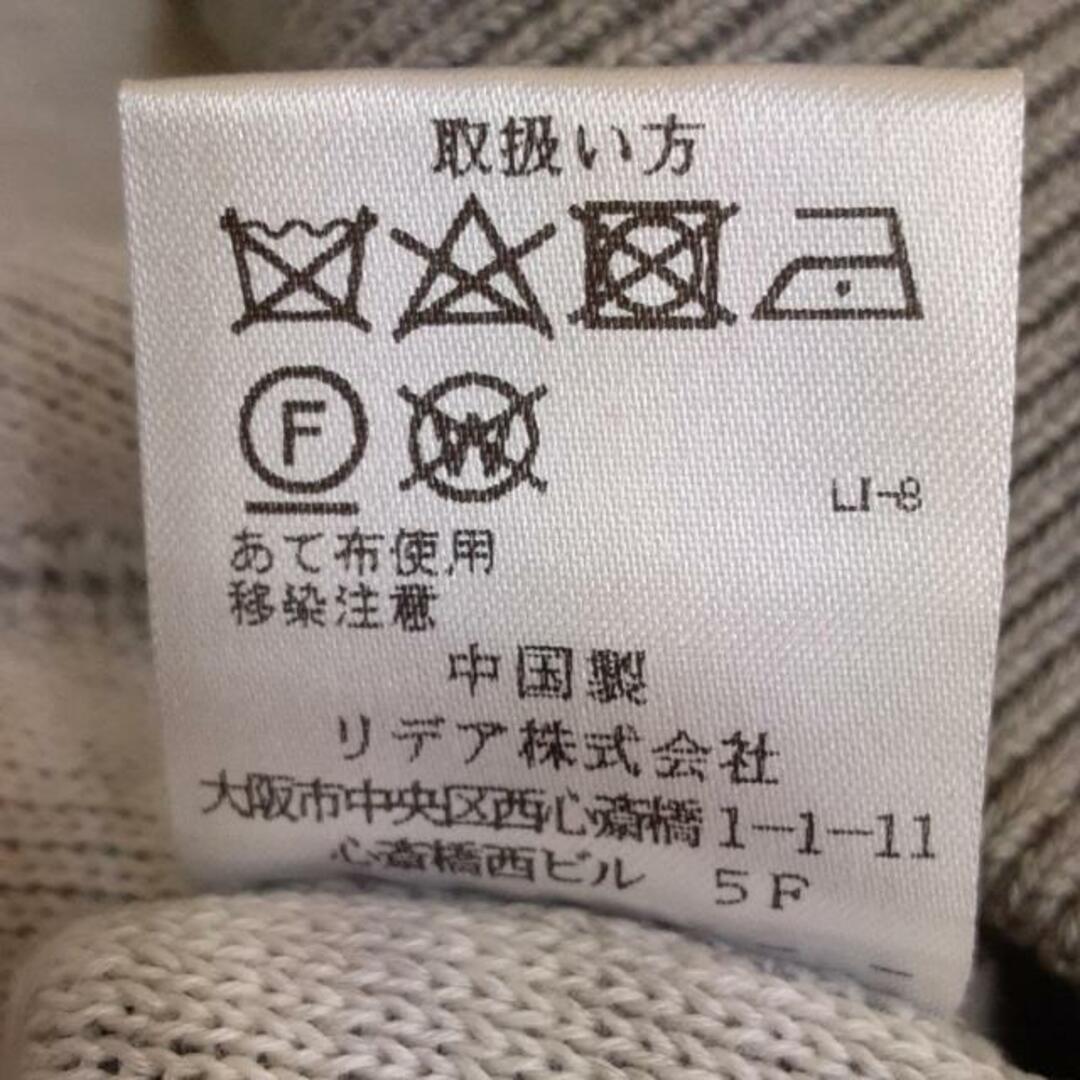 取扱い方
F W
LI-8
あて布使用
移染注意
中国製
リデア株式会社
大阪市中央区西心斎橋1-1-11
心斎橋西ビル 5F